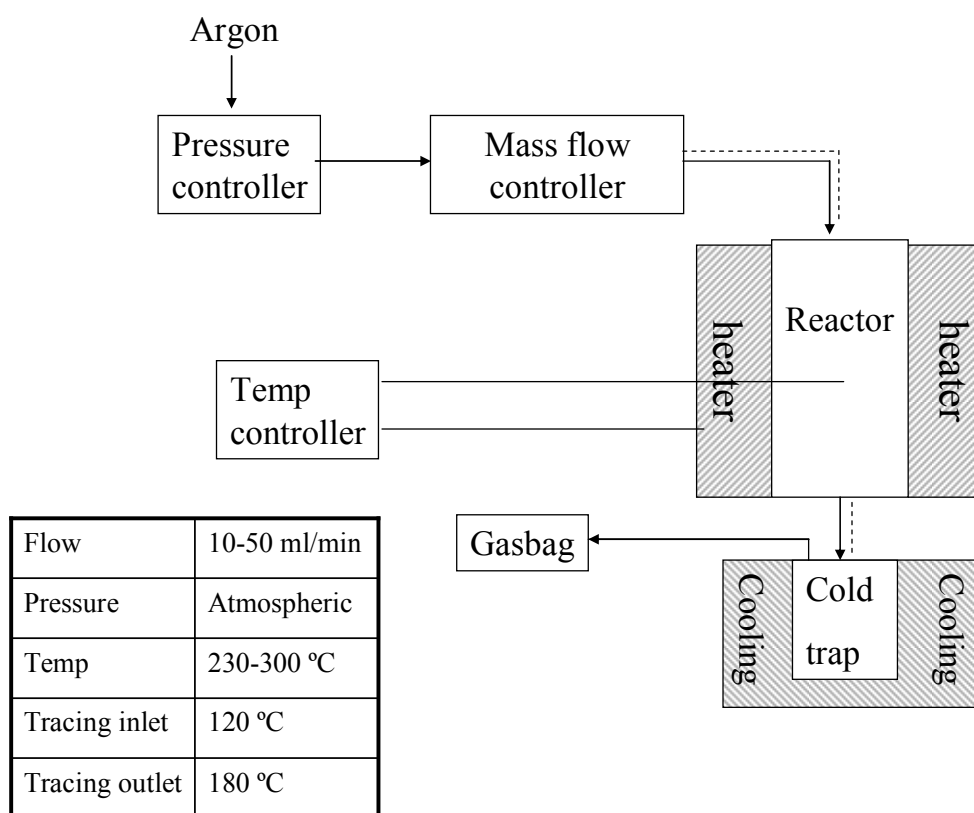 Argon
Pressure
controller
Mass flow
controller
heater
Reactor
heater
Temp
controller
Gasbag
Cooling
Cold
trap
Cooling
Flow 10-50 ml/min
Pressure Atmospheric
Temp 230-300 ºC
Tracing inlet 120 ºC
Tracing outlet 180 ºC